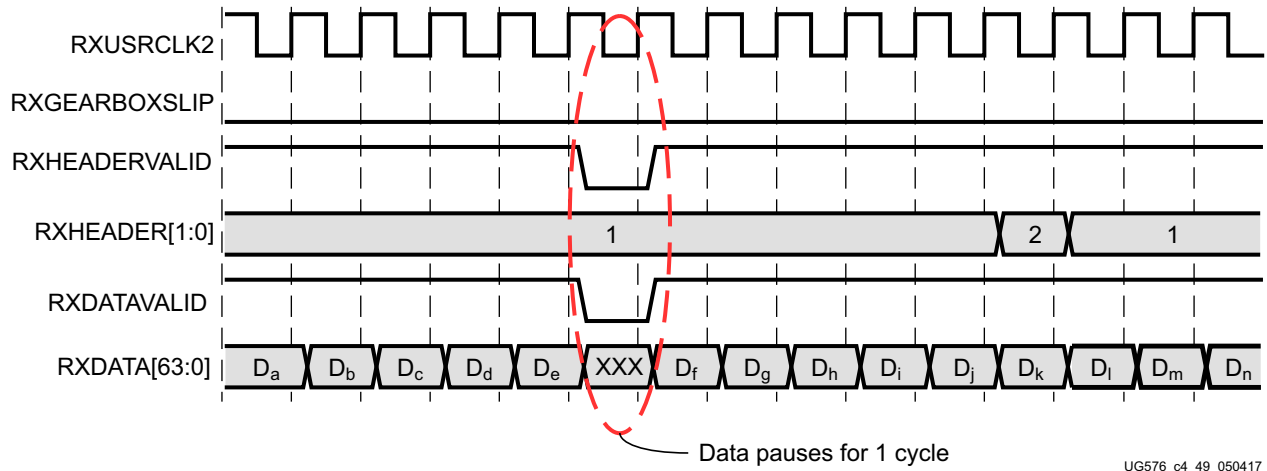 RXUSRCLK2
RXGEARBOXSLIP
RXHEADERVALID
RXHEADER[1:0] 1 2 1
RXDATAVALID
RXDATA[63:0] Da Db Dc Dd De XXX Df Dg Dh Di Dj Dk Dl Dm Dn
Data pauses for 1 cycle
UG576_c4_49_050417